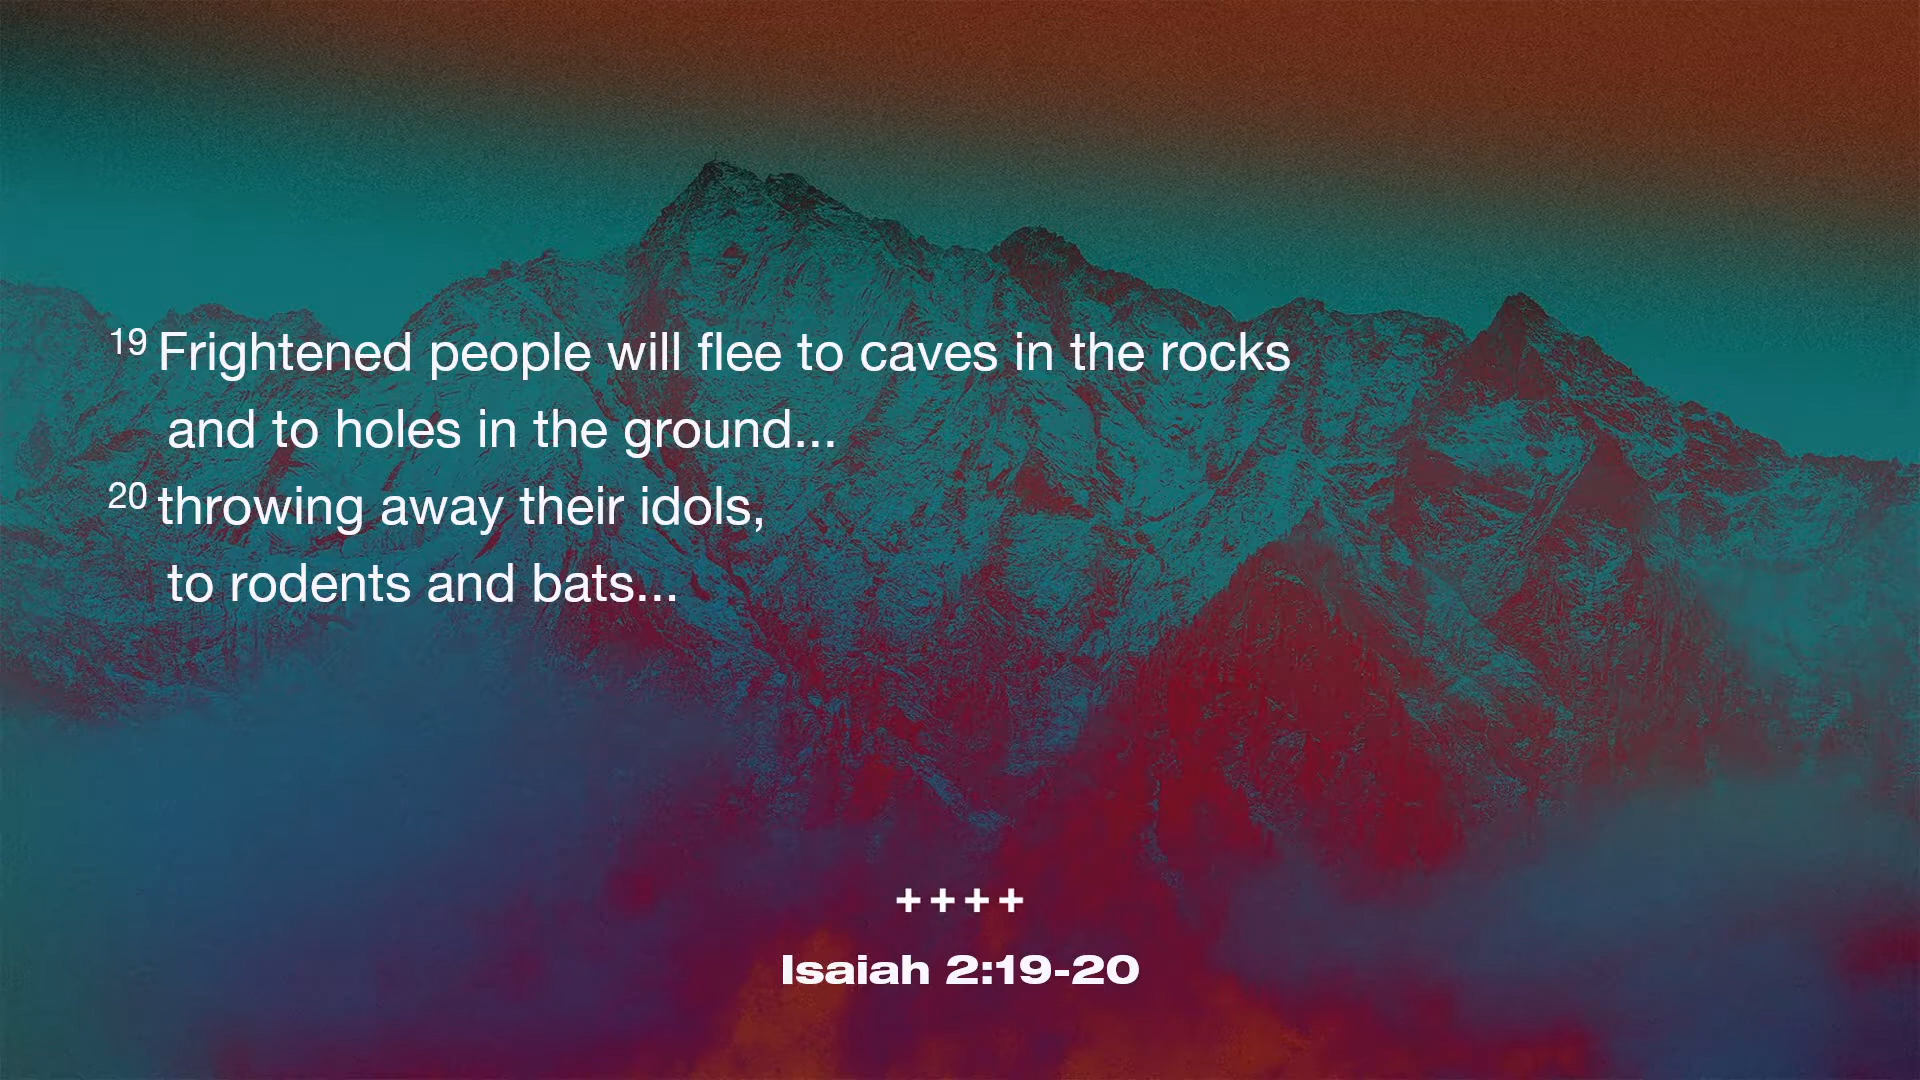 19 Frightened people will flee to caves in the rocks
and to holes in the ground...
20 throwing away their idols,
to rodents and bats...
++++
Isaiah 2:19-20